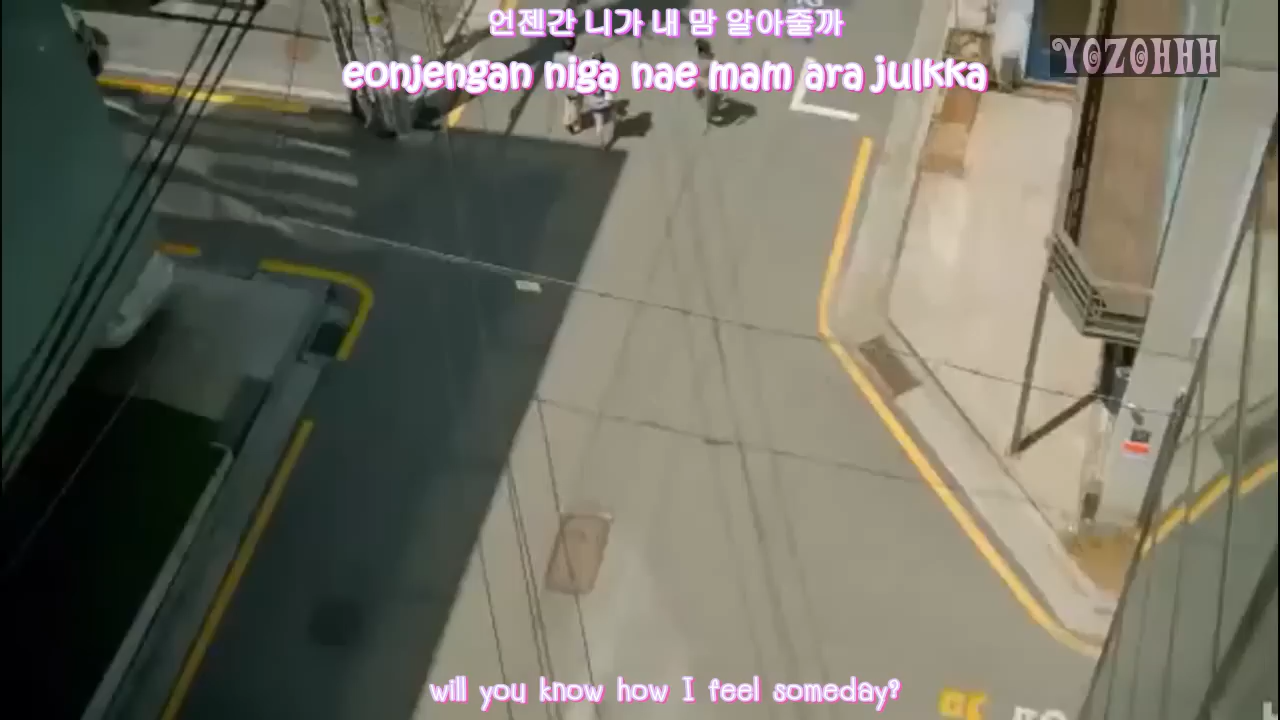 언젠간 니가 내 맘 알아줄까
YOZOHHH
eonjengan niga nae mam ara julkka
will you know how I feel someday?